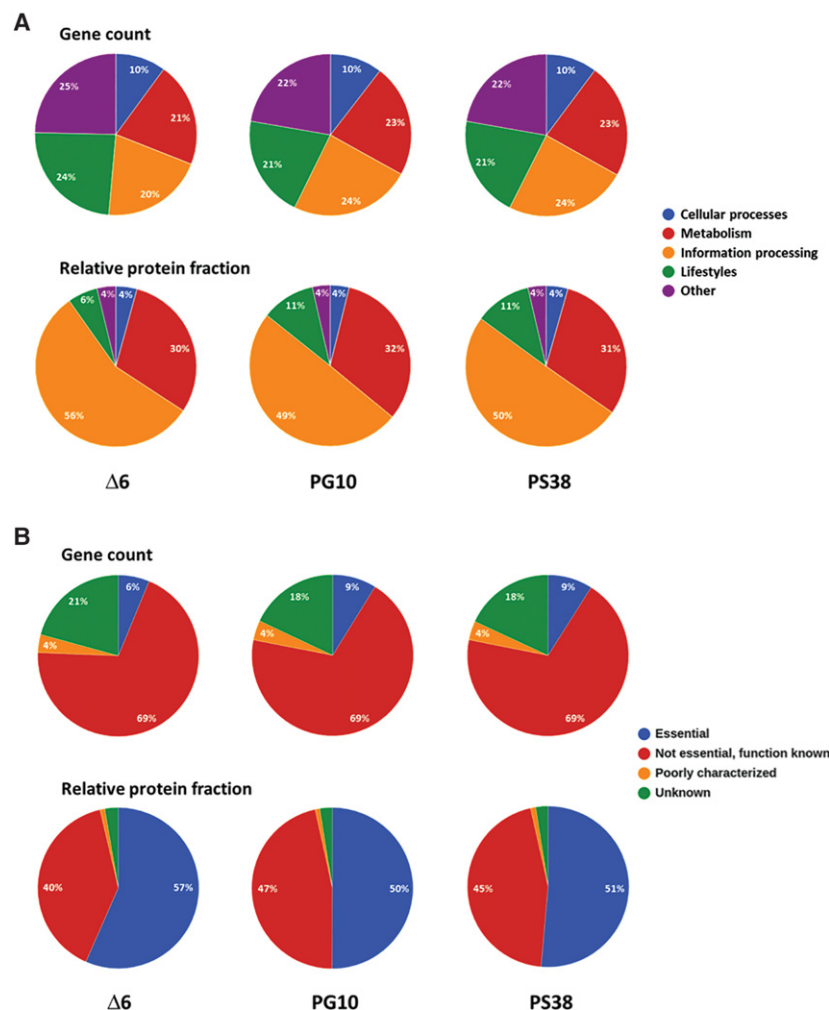 A
Gene count
10%
21%
20%
24%
25%
10%
23%
24%
21%
22%
10%
23%
24%
21%
22%
Cellular processes
Metabolism
Information processing
Lifestyles
Other
Relative protein fraction
4%
30%
56%
6%
4%
4%
32%
49%
11%
4%
4%
31%
50%
11%
4%
Δ6 PG10 PS38
B
Gene count
6%
69%
4%
21%
9%
69%
4%
18%
9%
69%
4%
18%
Essential
Not essential, function known
Poorly characterized
Unknown
Relative protein fraction
57%
40%
50%
47%
51%
45%
Δ6 PG10 PS38